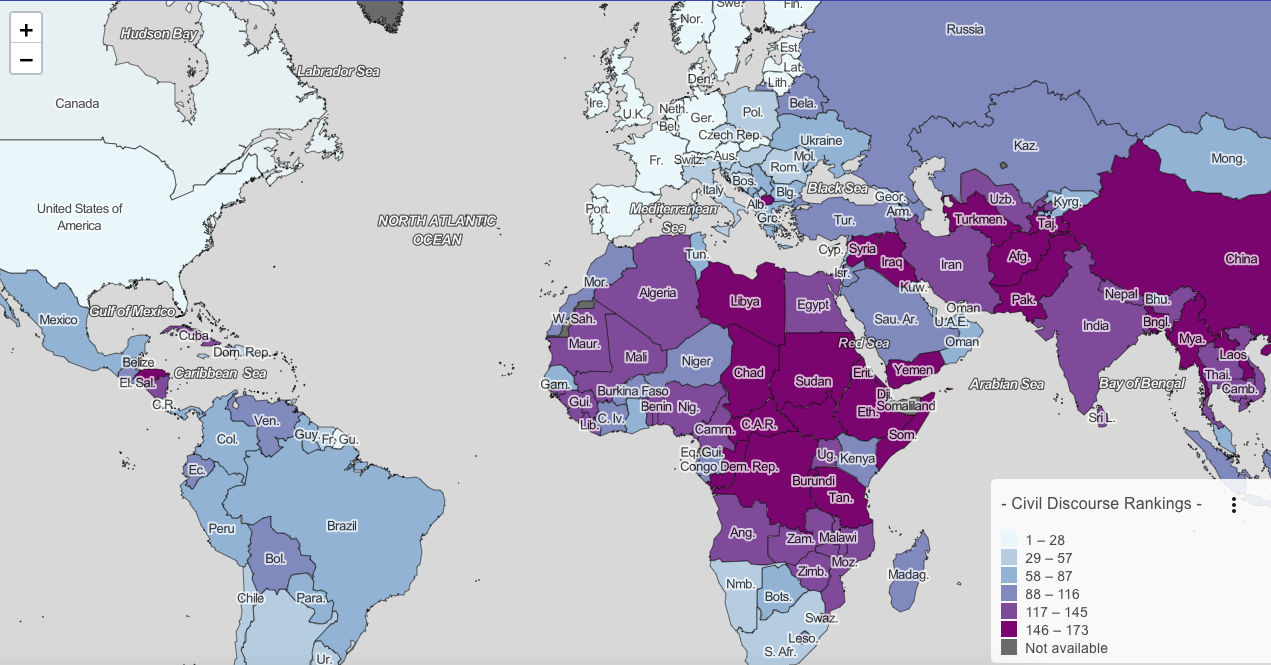 +
−
Hudson Bay
Labrador Sea
Nor.
Swe.
Fin.
Russia
Est.
Lat.
Lith.
Den.
Canada
Ire.
U.K.
Neth.
Bel.
Ger.
Pol.
Bela.
Czech Rep.
Ukraine
Kaz.
Mong.
Fr.
Switz.
Aus.
Mol.
Rom.
Bos.
Italy
Blg.
Black Sea
Geor.
Arm.
Uzb.
Kyrg.
United States of
America
NORTH ATLANTIC
OCEAN
Port.
Mediterranean
Sea
Alb.
Grc.
Tur.
Turkmen.
Taj.
Tun.
Cyp.
Syria
Iraq
Iran
Afg.
China
Isr.
Mor.
Algeria
Libya
Egypt
Kuw.
Pak.
Nepal
Bhu.
Mexico
Gulf of Mexico
Cuba
W. Sah.
Oman
U.A.E.
Sau. Ar.
India
Bngl.
Mya.
Dom. Rep.
Maur.
Mali
Niger
Red Sea
Oman
Laos
Belize
Caribbean Sea
El. Sal.
Chad
Sudan
Erit.
Yemen
Arabian Sea
Bay of Bengal
Thai.
Camb.
Gam.
Burkina Faso
Gui.
Benin
Nig.
Dji.
Somaliland
C.R.
Lib.
C. Iv.
Eth.
Sri L.
Ven.
Guy.
Fr. Gu.
Camrn.
C.A.R.
Som.
Col.
Eq. Gui.
Ug.
Kenya
Ec.
Congo
Dem. Rep.
Burundi
Tan.
Peru
Brazil
Ang.
Zam.
Malawi
Bol.
Moz.
Zimb.
Madag.
Chile
Para.
Nmb.
Bots.
Swaz.
Leso.
S. Afr.
Ur.
- Civil Discourse Rankings -
1 – 28
29 – 57
58 – 87
88 – 116
117 – 145
146 – 173
Not available